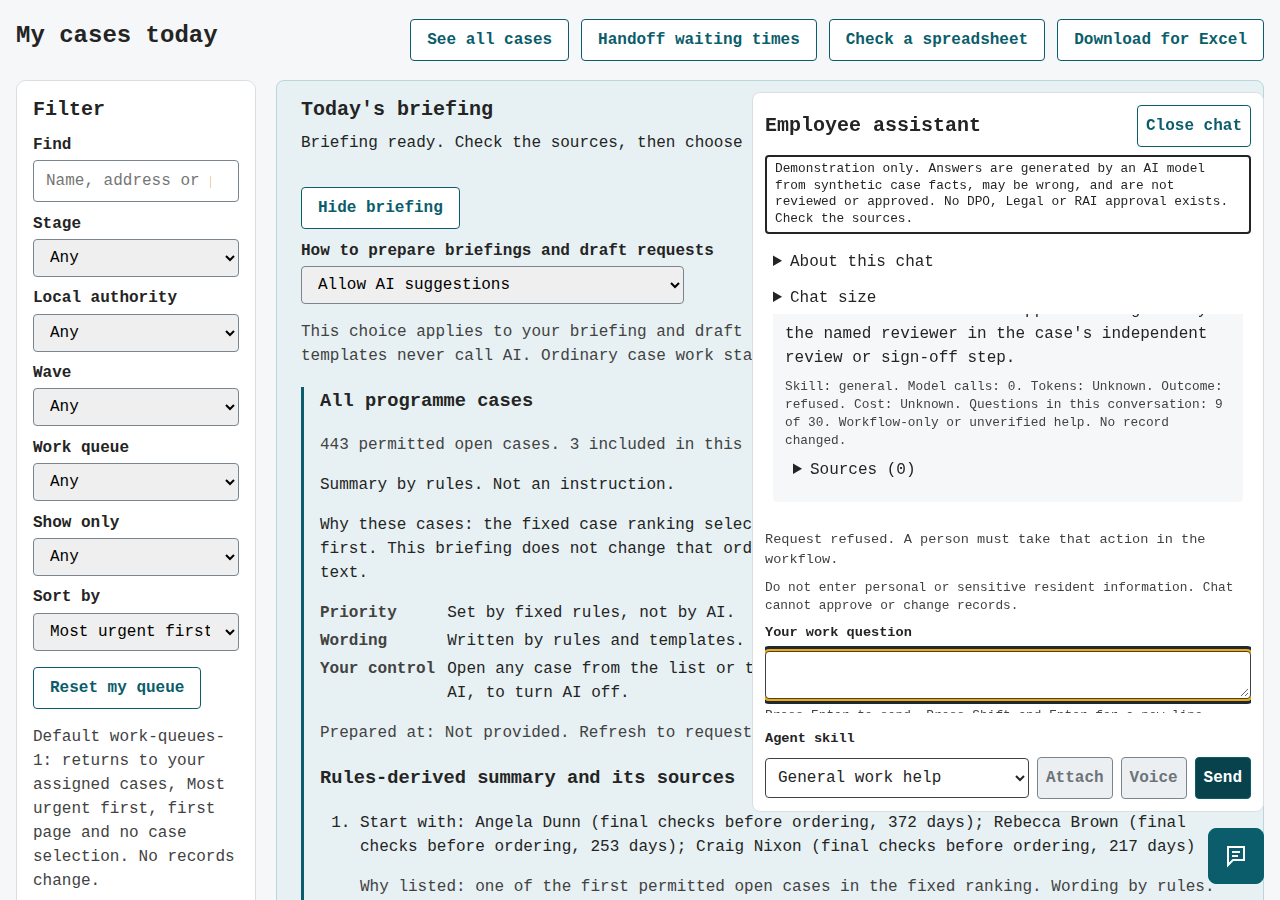 My cases today
See all cases
Handoff waiting times
Check a spreadsheet
Download for Excel
Filter
Find
Name, address or
Stage
Any
Local authority
Any
Wave
Any
Work queue
Any
Show only
Any
Sort by
Most urgent first
Reset my queue
Default work-queues-
1: returns to your
assigned cases, Most
urgent first, first
page and no case
selection. No records
change.
Today's briefing
Briefing ready. Check the sources, then choose
Hide briefing
How to prepare briefings and draft requests
Allow AI suggestions
This choice applies to your briefing and draft
templates never call AI. Ordinary case work sta
All programme cases
443 permitted open cases. 3 included in this
Summary by rules. Not an instruction.
Why these cases: the fixed case ranking selec
first. This briefing does not change that ord
text.
Priority Set by fixed rules, not by AI.
Wording Written by rules and templates.
Your control Open any case from the list or t
AI, to turn AI off.
Prepared at: Not provided. Refresh to request
Rules-derived summary and its sources
1. Start with: Angela Dunn (final checks before ordering, 372 days); Rebecca Brown (final
checks before ordering, 253 days); Craig Nixon (final checks before ordering, 217 days)
Why listed: one of the first permitted open cases in the fixed ranking. Wording by rules.
Employee assistant
Close chat
Demonstration only. Answers are generated by an AI model
from synthetic case facts, may be wrong, and are not
reviewed or approved. No DPO, Legal or RAI approval exists.
Check the sources.
About this chat
Chat size
the named reviewer in the case's independent
review or sign-off step.
Skill: general. Model calls: 0. Tokens: Unknown. Outcome:
refused. Cost: Unknown. Questions in this conversation: 9
of 30. Workflow-only or unverified help. No record
changed.
Sources (0)
Request refused. A person must take that action in the
workflow.
Do not enter personal or sensitive resident information. Chat
cannot approve or change records.
Your work question
Press Enter to send. Press Shift and Enter for a new line.
Agent skill
General work help
Attach
Voice
Send